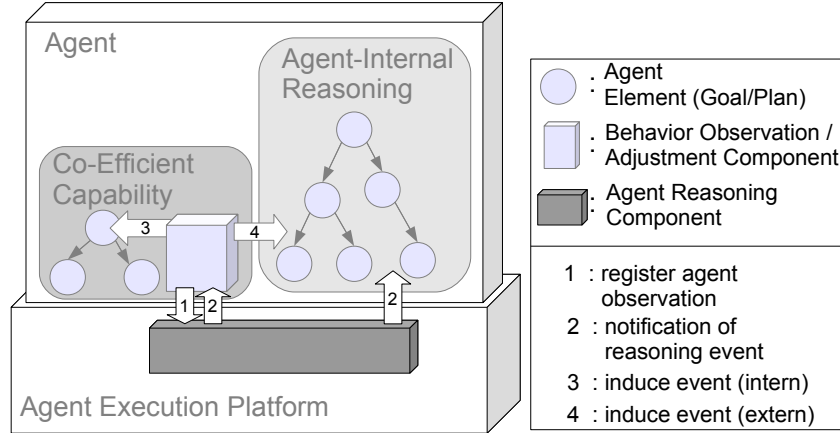 Agent
Agent-Internal
Reasoning
Co-Efficient
Capability
3
4
1
2
2
Agent Execution Platform
: Agent
Element (Goal/Plan)
: Behavior Observation /
Adjustment Component
: Agent Reasoning
Component
1 : register agent
observation
2 : notification of
reasoning event
3 : induce event (intern)
4 : induce event (extern)